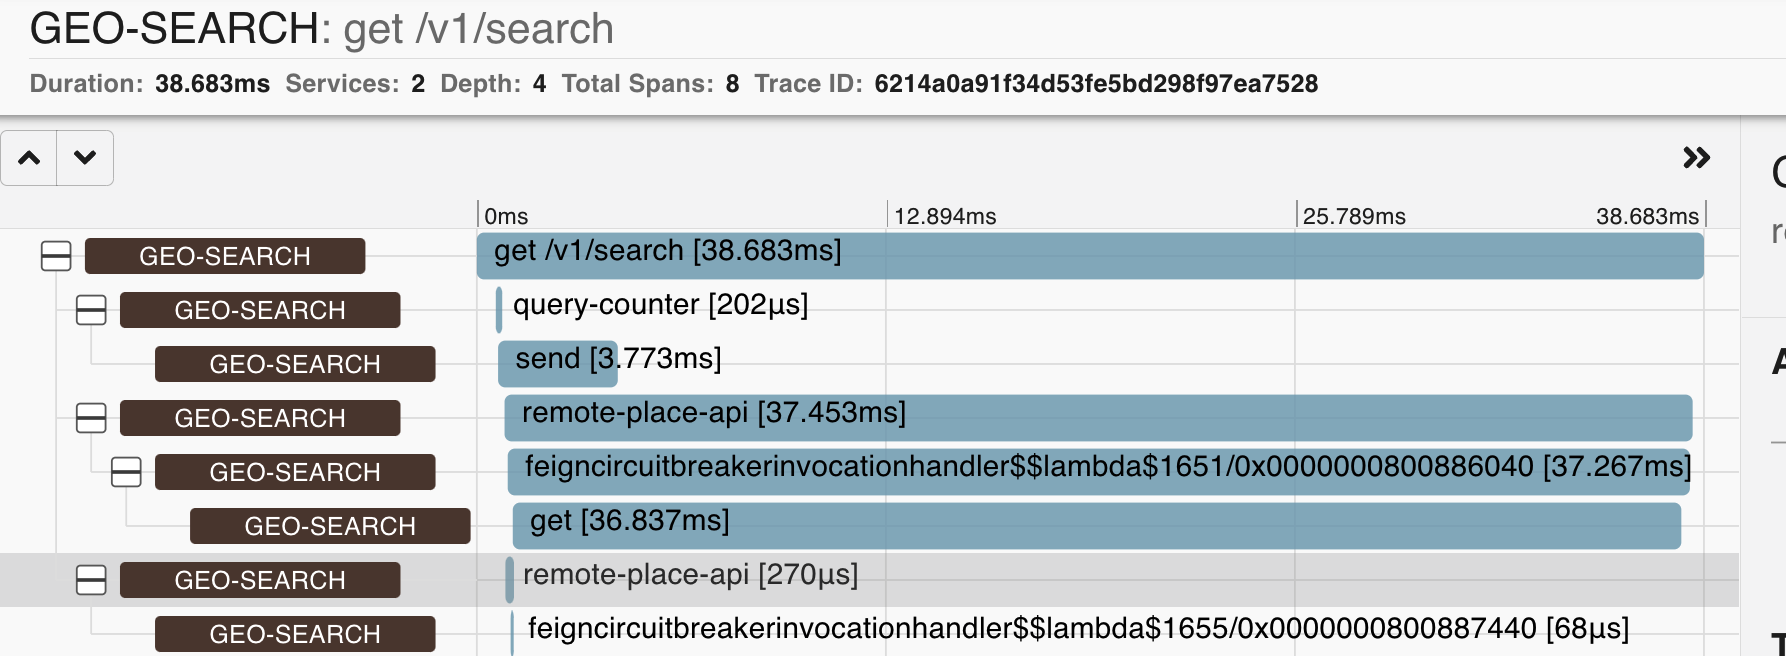 GEO-SEARCH: get /v1/search
Duration: 38.683ms Services: 2 Depth: 4 Total Spans: 8 Trace ID: 6214a0a91f34d53fe5bd298f97ea7528
0ms 12.894ms 25.789ms 38.683ms
GEO-SEARCH get /v1/search [38.683ms]
GEO-SEARCH query-counter [202µs]
GEO-SEARCH send [3.773ms]
GEO-SEARCH remote-place-api [37.453ms]
GEO-SEARCH feigncircuitbreakerinvocationhandler$$lambda$1651/0x0000000800886040 [37.267ms]
GEO-SEARCH get [36.837ms]
GEO-SEARCH remote-place-api [270µs]
GEO-SEARCH feigncircuitbreakerinvocationhandler$$lambda$1655/0x0000000800887440 [68µs]